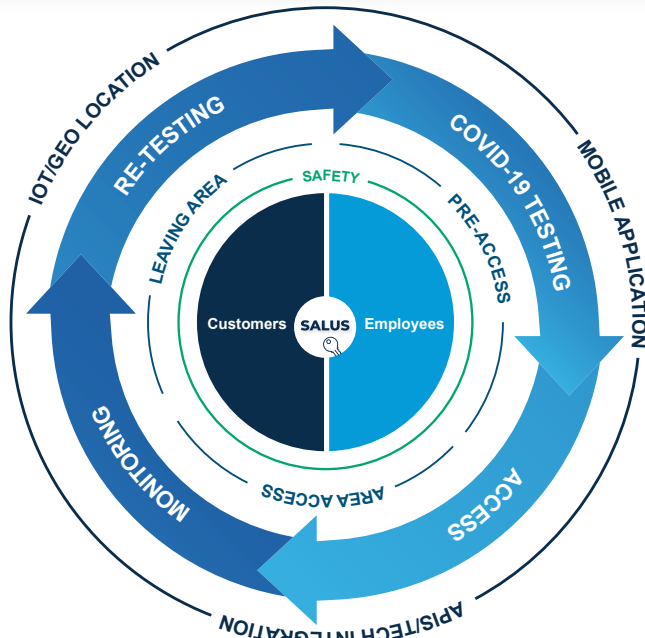 IOT/GEO LOCATION
MOBILE APPLICATION
APIS/TECH INTEGRATION
RE-TESTING
COVID-19 TESTING
ACCESS
MONITORING
LEAVING AREA
PRE-ACCESS
AREA ACCESS
SAFETY
Customers
SALUS
Employees